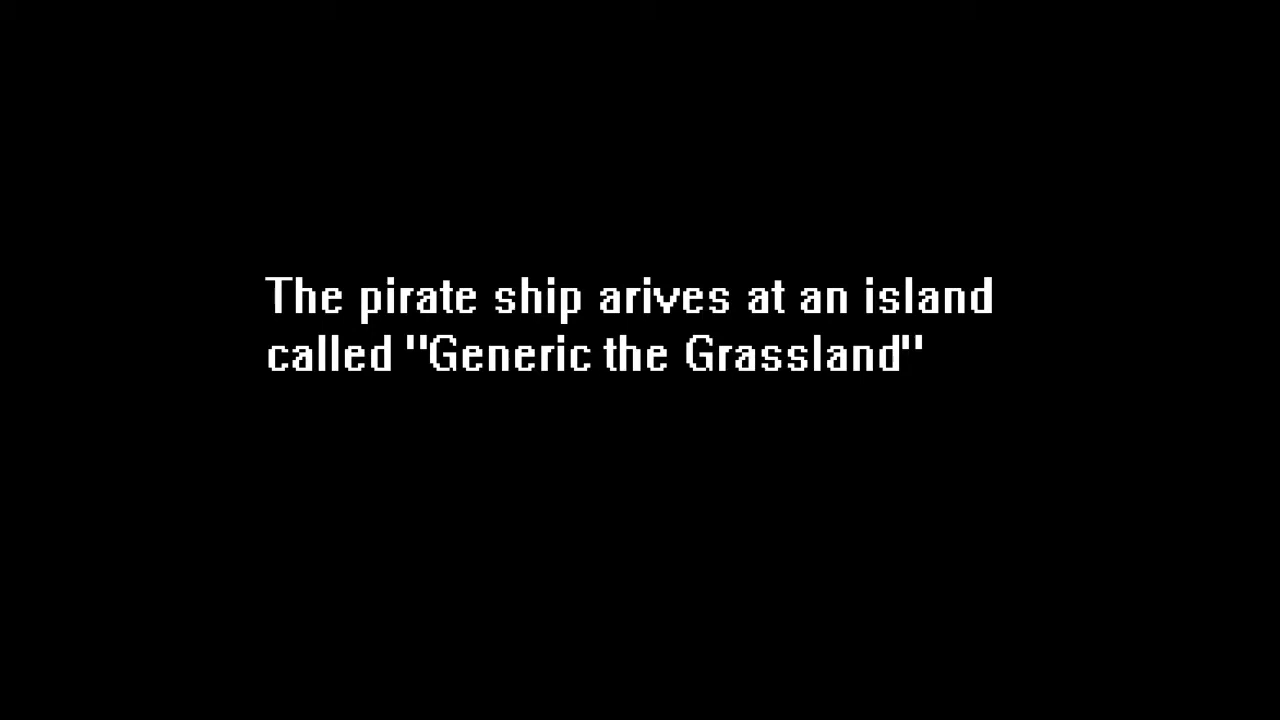 The pirate ship arives at an island
called "Generic the Grassland"